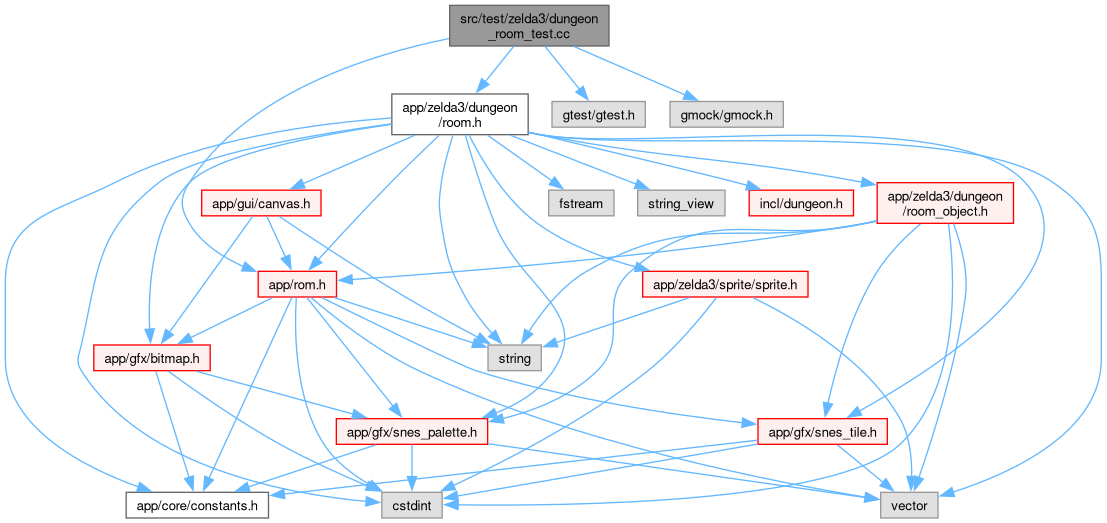 src/test/zelda3/dungeon
_room_test.cc
app/zelda3/dungeon
/room.h
gtest/gtest.h
gmock/gmock.h
app/gui/canvas.h
fstream
string_view
incl/dungeon.h
app/zelda3/dungeon
/room_object.h
app/rom.h
app/zelda3/sprite/sprite.h
app/gfx/bitmap.h
string
app/gfx/snes_palette.h
app/gfx/snes_tile.h
app/core/constants.h
cstdint
vector